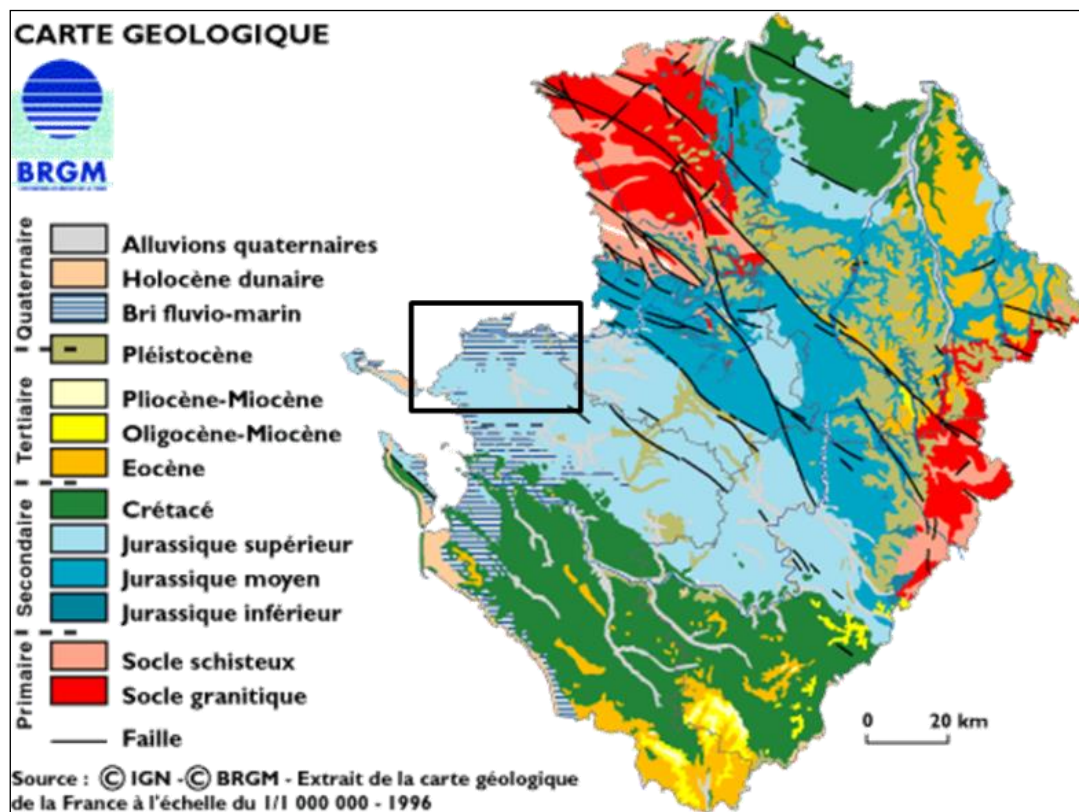 CARTE GEOLOGIQUE
BRGM
Quaternaire
Alluvions quaternaires
Holocène dunaire
Bri fluvio-marin
Pléistocène
Tertiaire
Pliocène-Miocène
Oligocène-Miocène
Eocène
Secondaire
Crétacé
Jurassique supérieur
Jurassique moyen
Jurassique inférieur
Primaire
Socle schisteux
Socle granitique
Faille
0 20 km
Source : © IGN -© BRGM - Extrait de la carte géologique
de la France à l'échelle du 1/1 000 000 - 1996